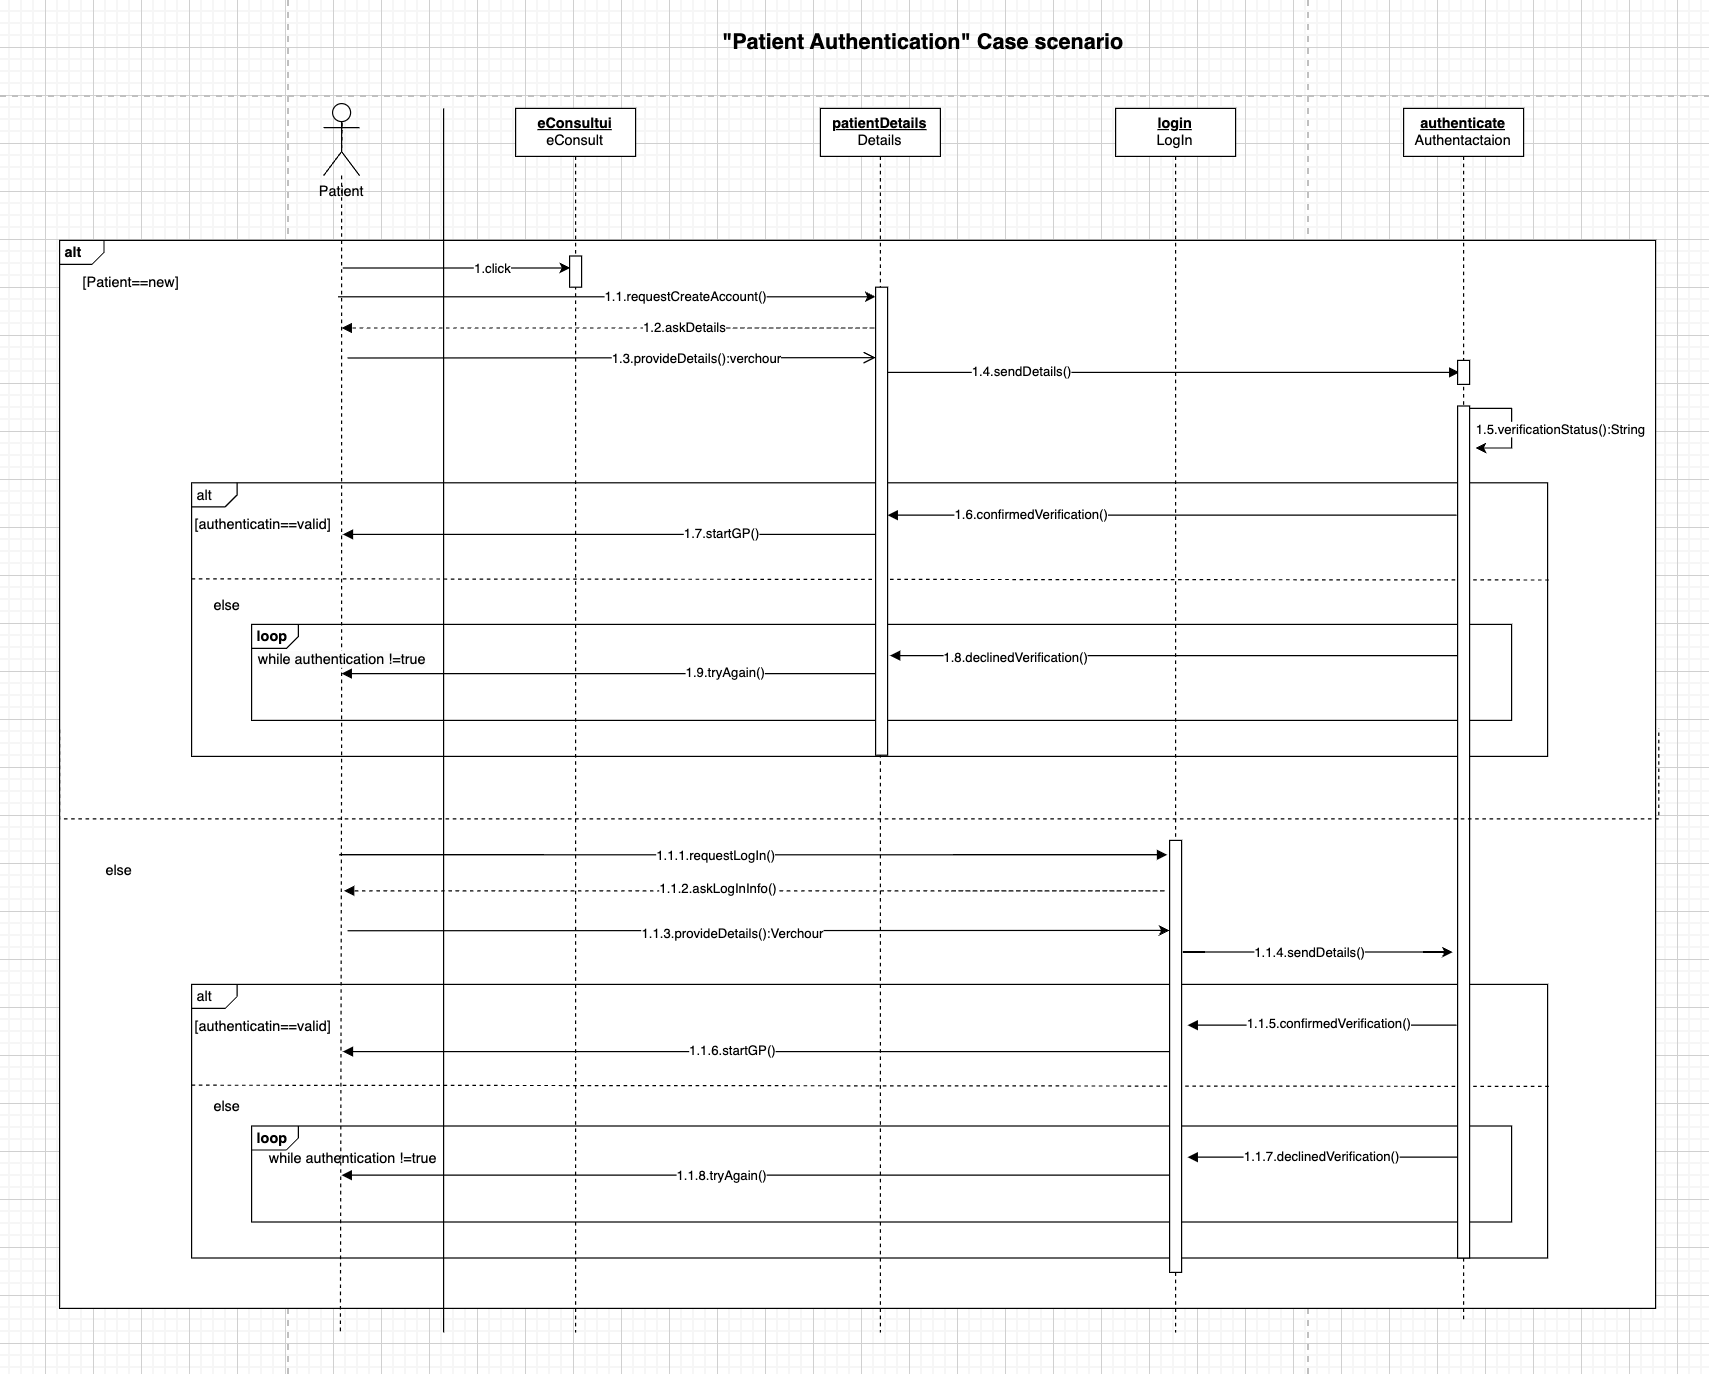 "Patient Authentication" Case scenario
Patient
eConsultui
eConsult
patientDetails
Details
login
LogIn
authenticate
Authentactaion
alt
[Patient==new]
1.click
1.1.requestCreateAccount()
1.2.askDetails
1.3.provideDetails():verchour
1.4.sendDetails()
1.5.verificationStatus():String
alt
[authenticatin==valid]
1.6.confirmedVerification()
1.7.startGP()
else
loop
while authentication !=true
1.8.declinedVerification()
1.9.tryAgain()
else
1.1.1.requestLogIn()
1.1.2.askLogInInfo()
1.1.3.provideDetails():Verchour
1.1.4.sendDetails()
alt
[authenticatin==valid]
1.1.5.confirmedVerification()
1.1.6.startGP()
else
loop
while authentication !=true
1.1.7.declinedVerification()
1.1.8.tryAgain()